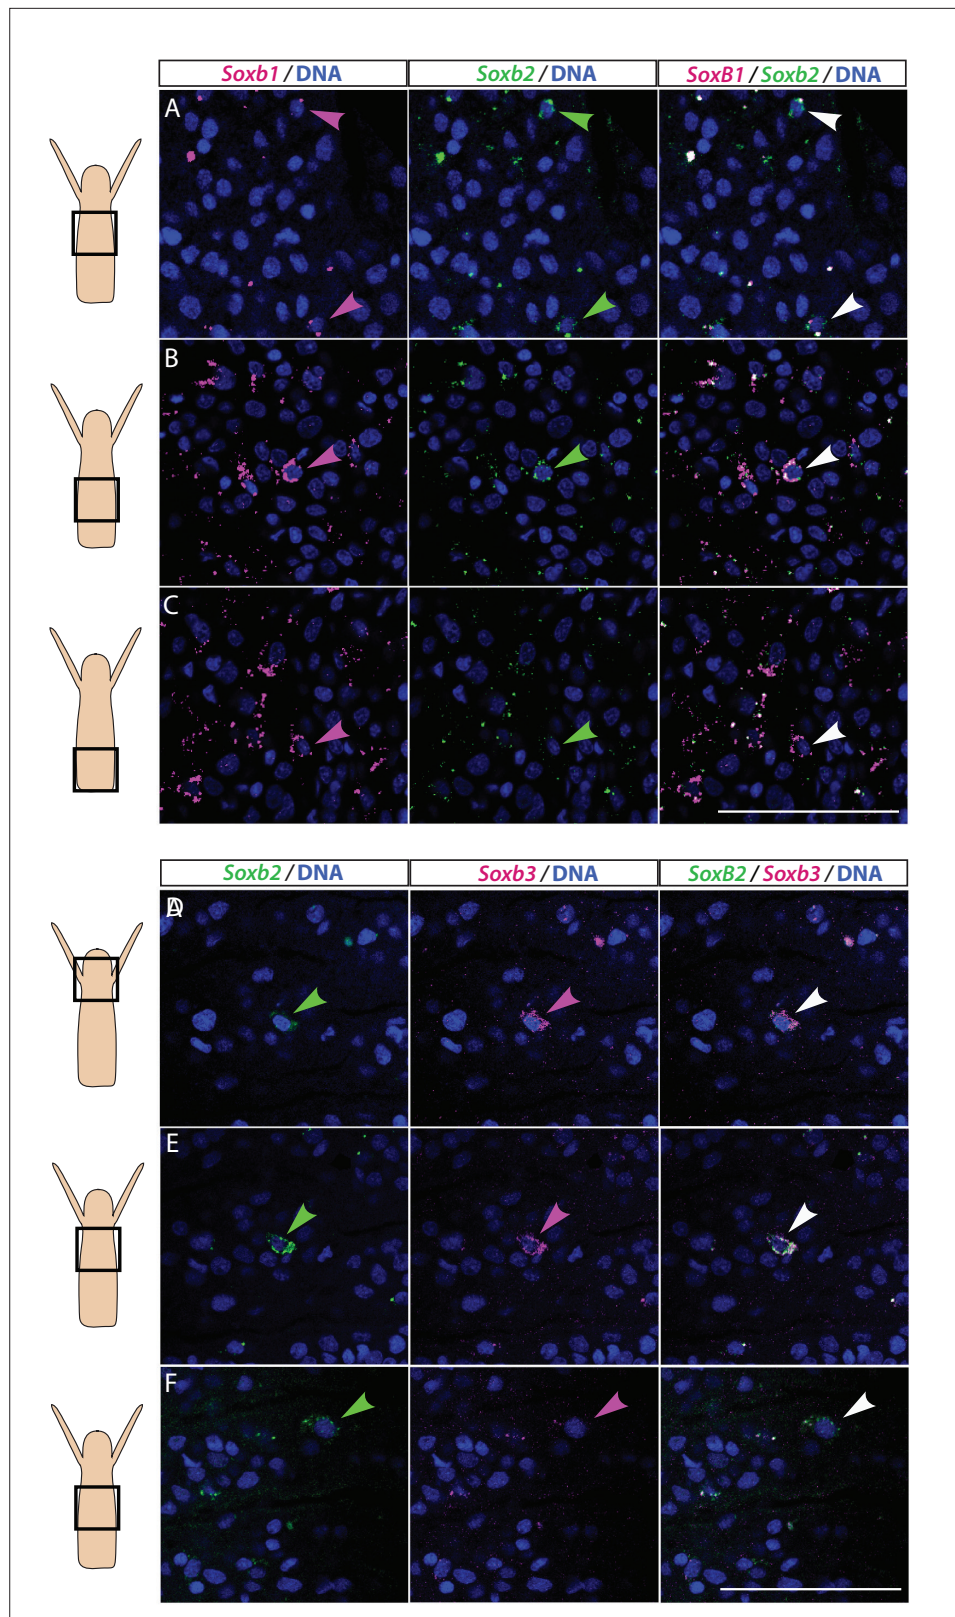 Soxb1 / DNA Soxb2 / DNA SoxB1 / Soxb2 / DNA
A
B
C
Soxb2 / DNA Soxb3 / DNA SoxB2 / Soxb3 / DNA
D
E
F